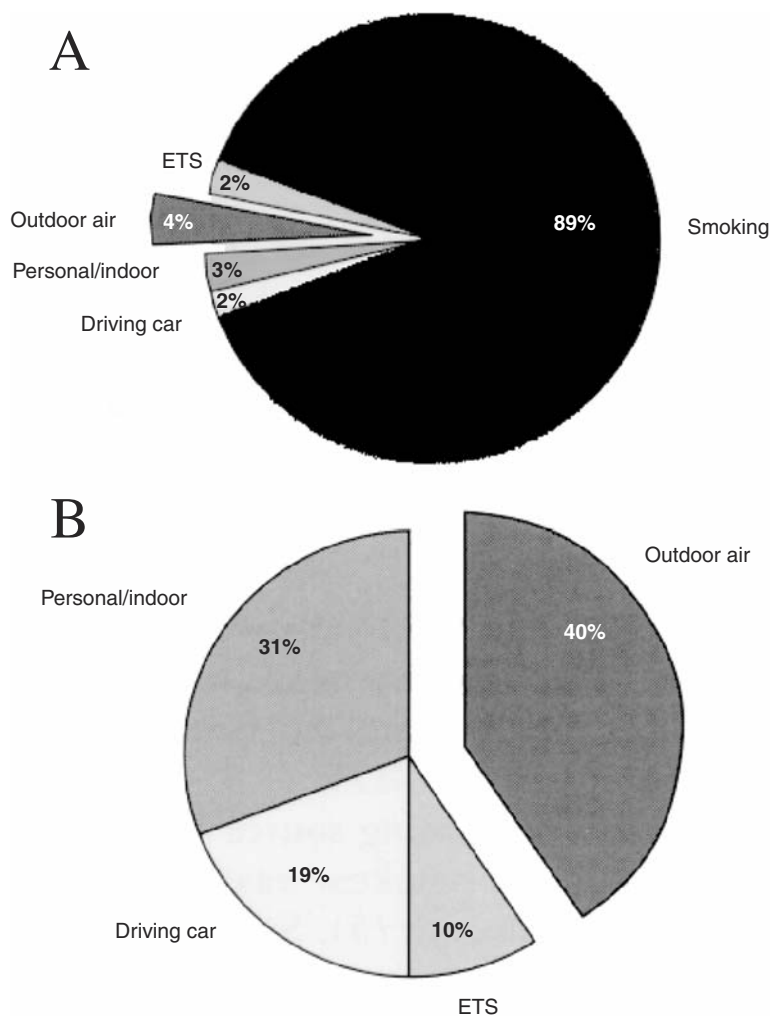 A
ETS
2%
Outdoor air
4%
89%
Smoking
Personal/indoor
3%
2%
Driving car
B
Outdoor air
Personal/indoor
40%
31%
19%
Driving car
10%
ETS